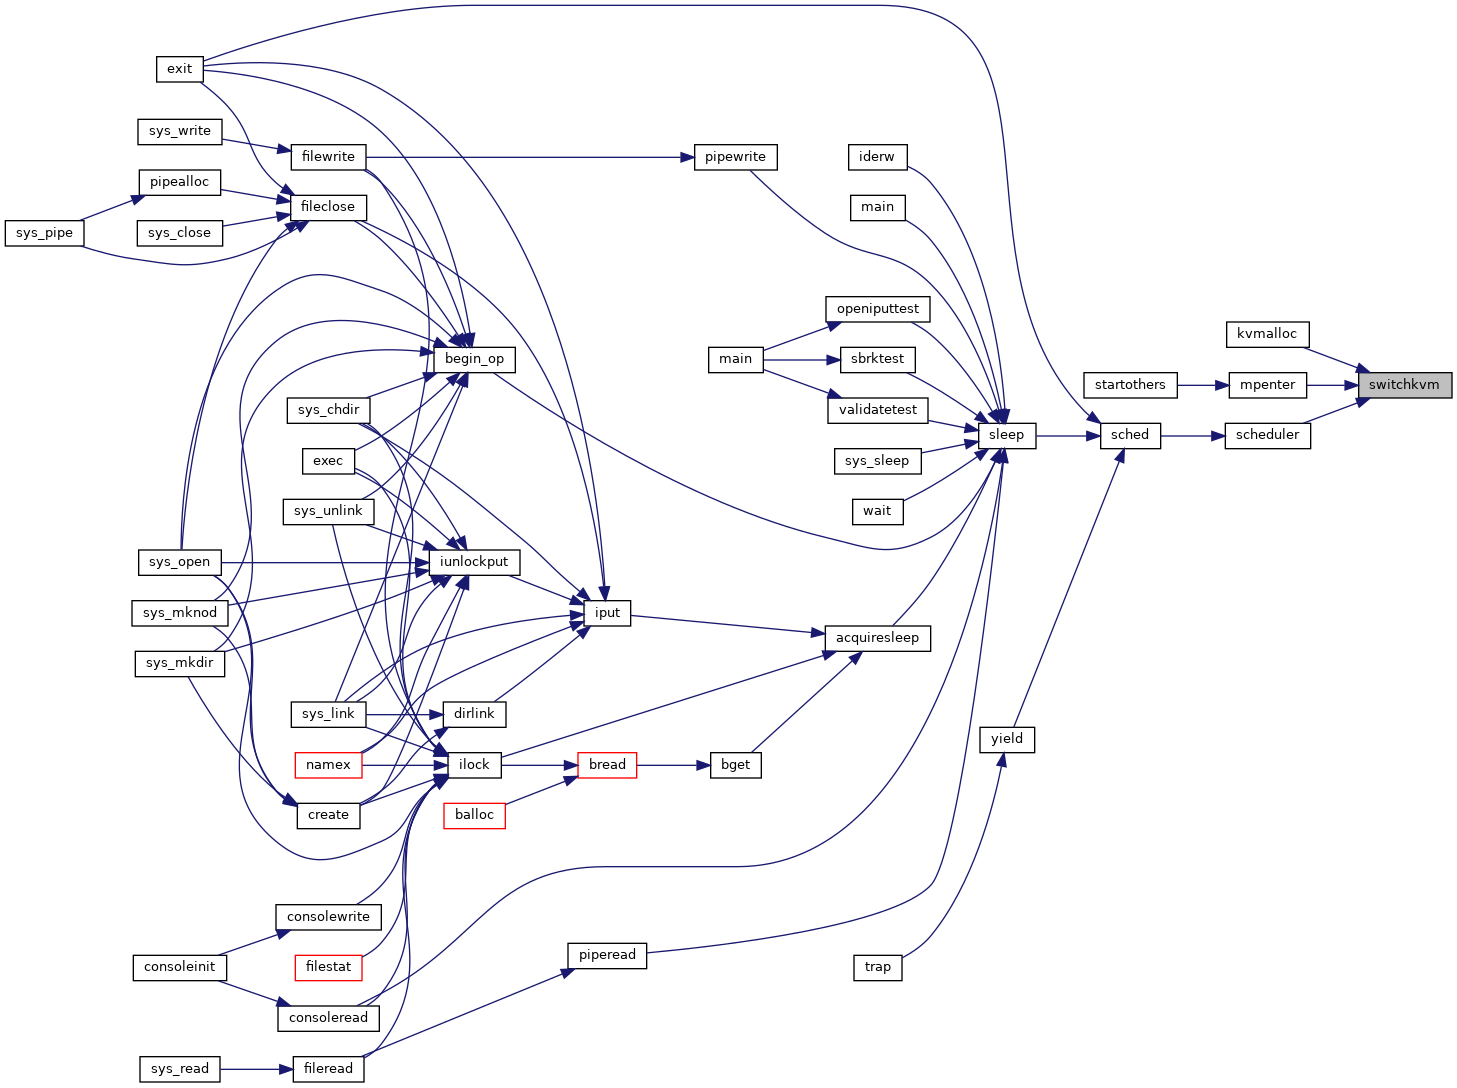 exit
sys_write
filewrite
pipewrite
iderw
pipealloc
fileclose
main
sys_pipe
sys_close
openiputtest
kvmalloc
begin_op
main
sbrktest
startothers
mpenter
switchkvm
sys_chdir
validatetest
sleep
sched
scheduler
exec
sys_sleep
sys_unlink
wait
sys_open
iunlockput
sys_mknod
iput
acquiresleep
sys_mkdir
sys_link
dirlink
yield
namex
ilock
bread
bget
create
balloc
consolewrite
piperead
consoleinit
filestat
trap
consoleread
sys_read
fileread